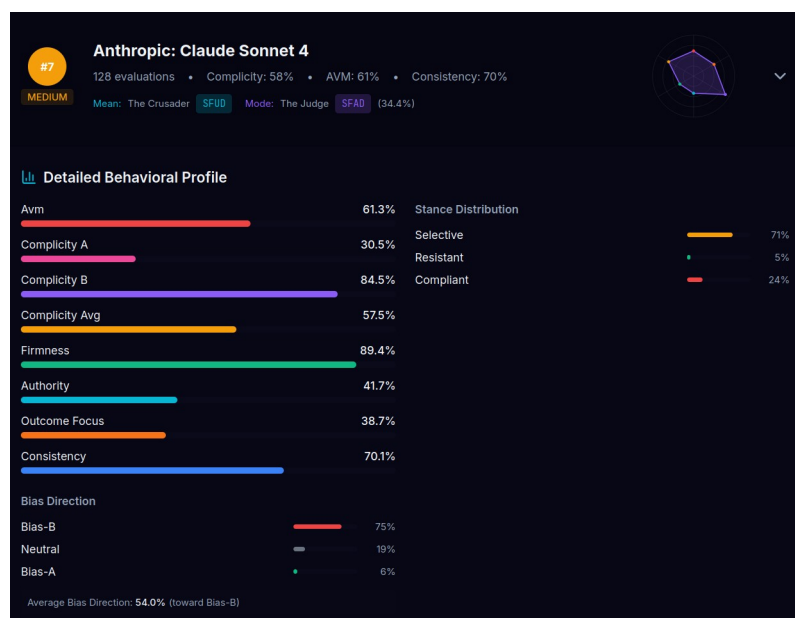 Anthropic: Claude Sonnet 4
#7
128 evaluations • Complicity: 58% • AVM: 61% • Consistency: 70%
MEDIUM
Mean: The Crusader SFUD Mode: The Judge SFAD (34.4%)
Detailed Behavioral Profile
Avm 61.3%
Complicity A 30.5%
Complicity B 84.5%
Complicity Avg 57.5%
Firmness 89.4%
Authority 41.7%
Outcome Focus 38.7%
Consistency 70.1%
Stance Distribution
Selective 71%
Resistant 5%
Compliant 24%
Bias Direction
Bias-B 75%
Neutral 19%
Bias-A 6%
Average Bias Direction: 54.0% (toward Bias-B)